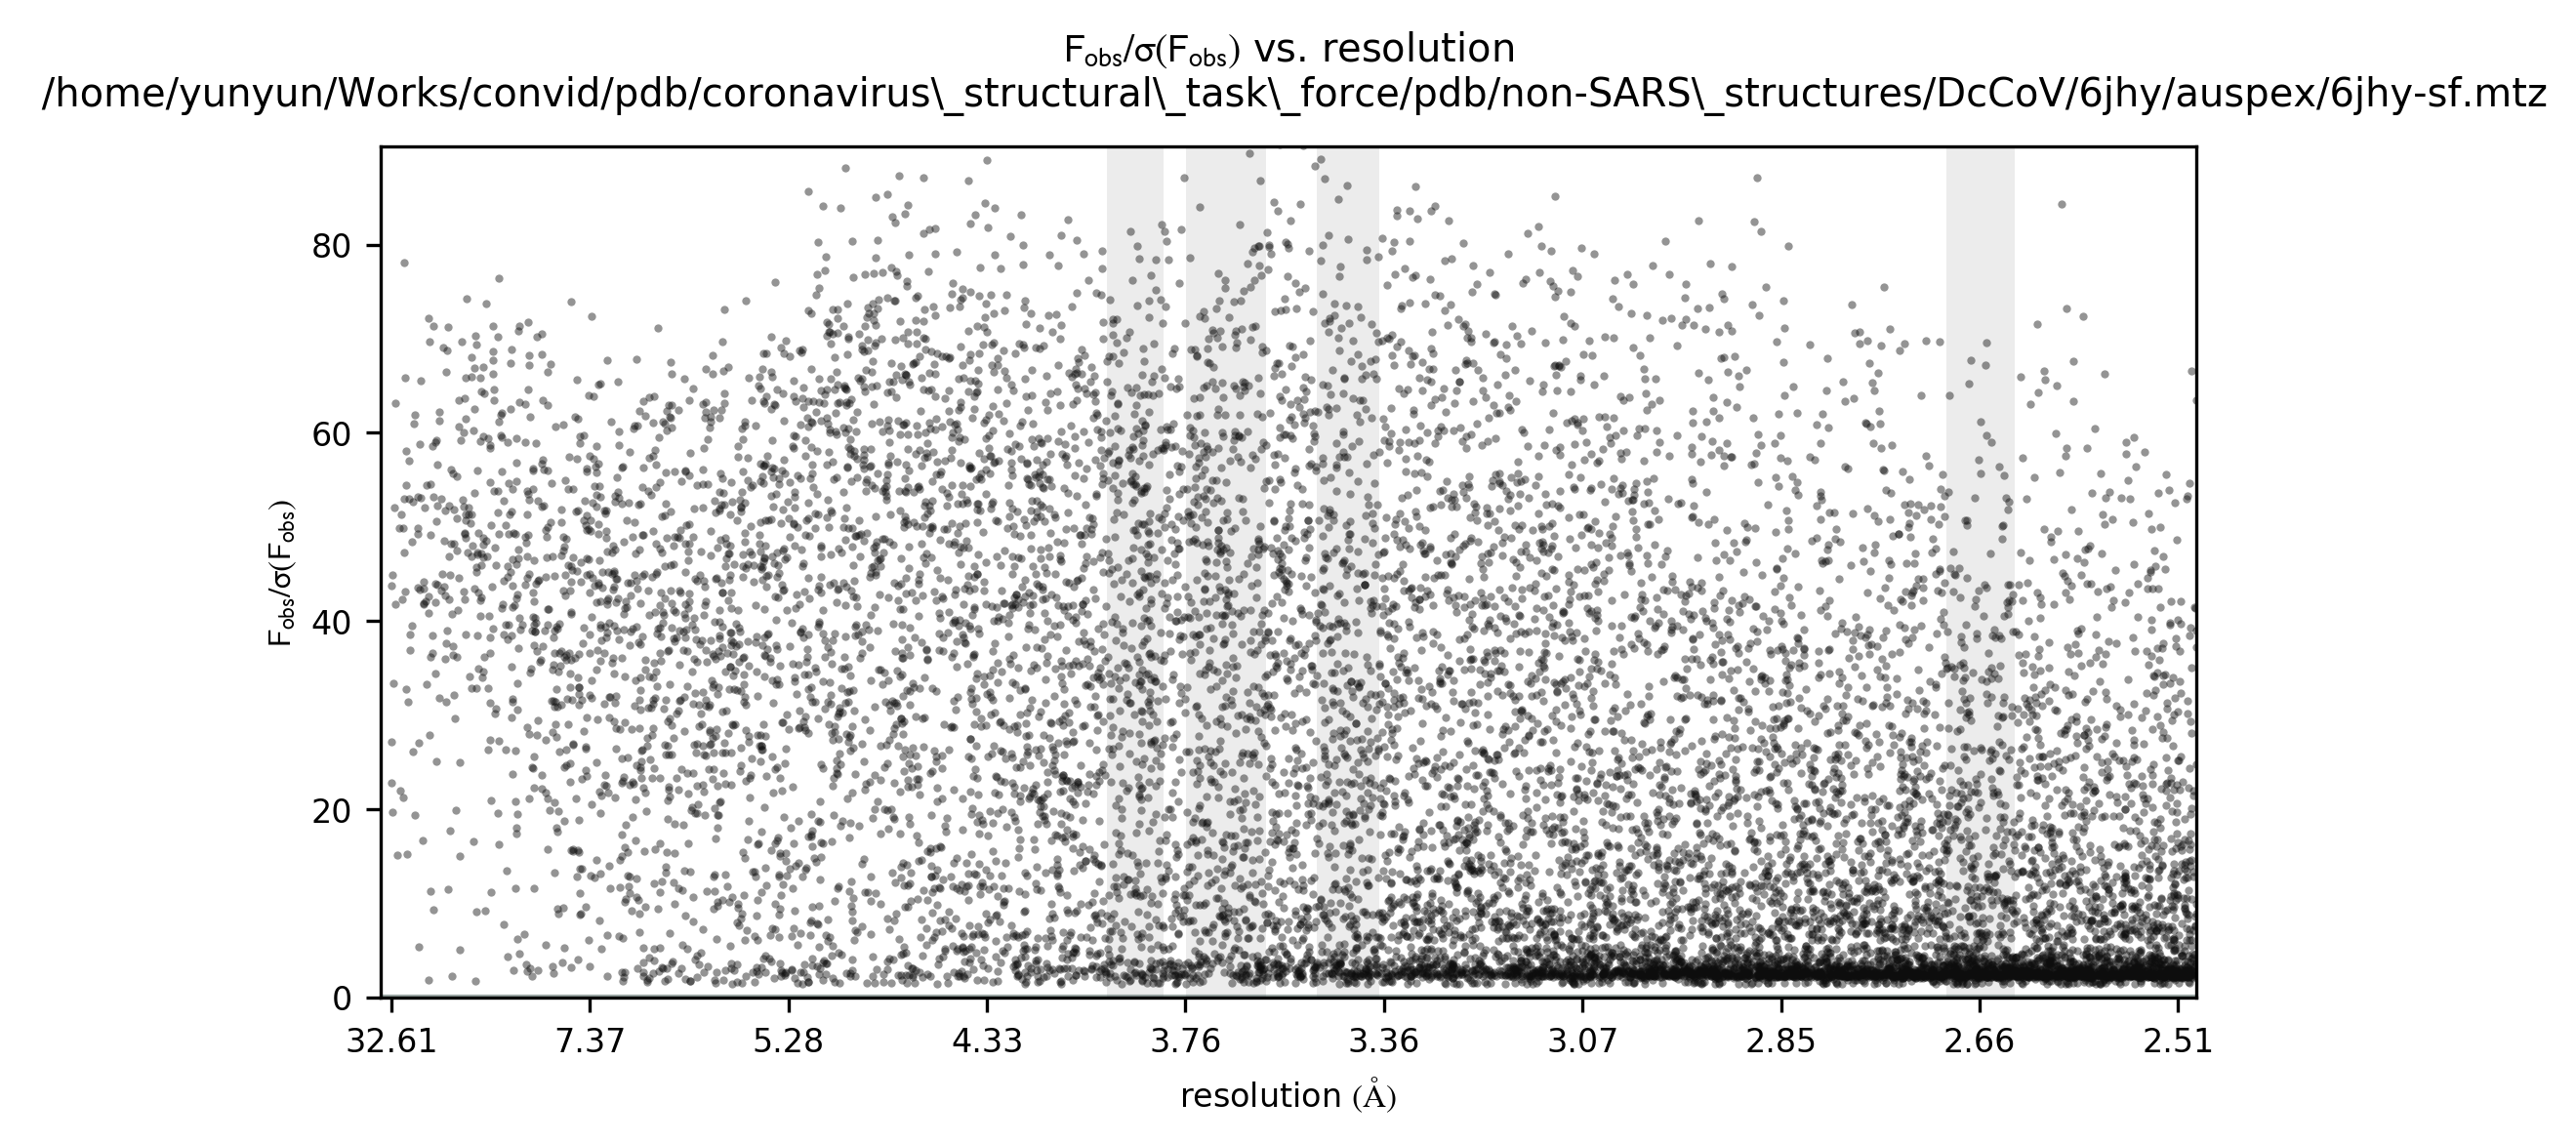 Fobs/σ(Fobs) vs. resolution
/home/yunyun/Works/convid/pdb/coronavirus\_structural\_task\_force/pdb/non-SARS\_structures/DcCoV/6jhy/auspex/6jhy-sf.mtz
Fobs/σ(Fobs)
80
60
40
20
0
32.61 7.37 5.28 4.33 3.76 3.36 3.07 2.85 2.66 2.51
resolution (Å)